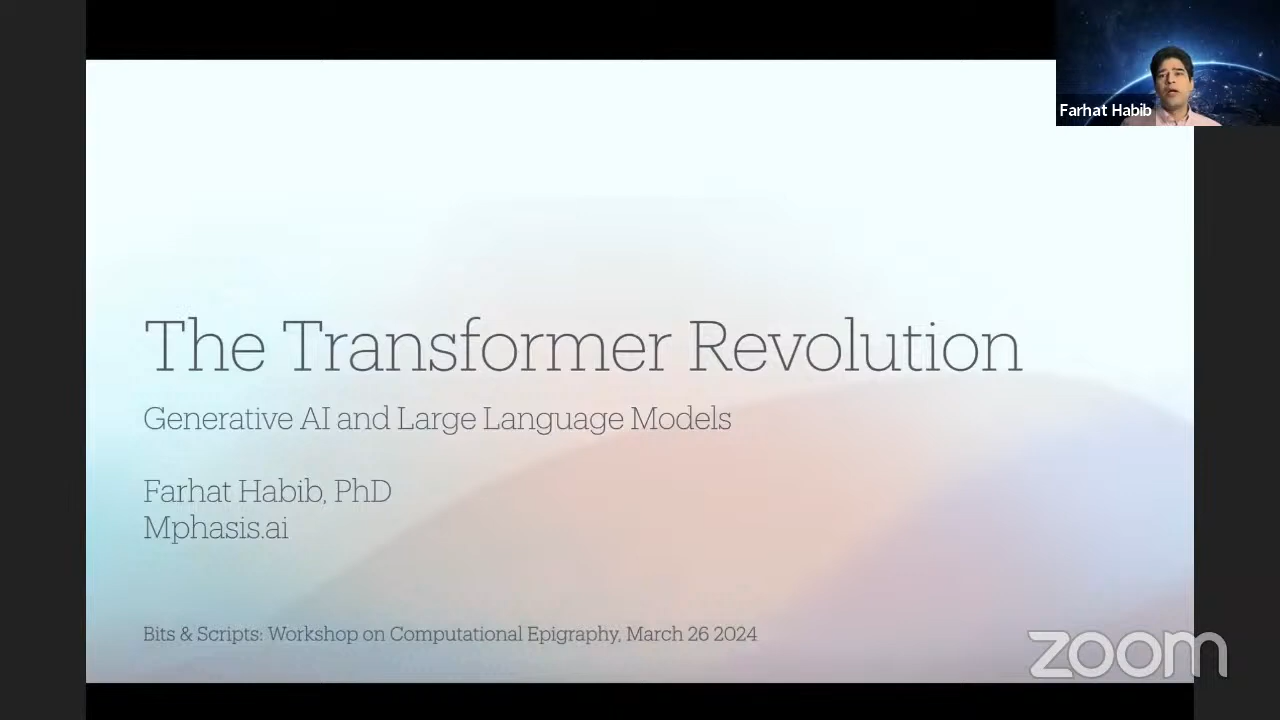 Farhat Habib
The Transformer Revolution
Generative AI and Large Language Models
Farhat Habib, PhD
Mphasis.ai
Bits & Scripts: Workshop on Computational Epigraphy, March 26 2024
zoom